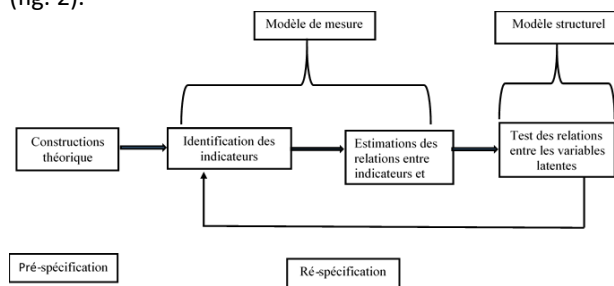 (fig. 2).
Modèle de mesure
Modèle structurel
Constructions
théorique
Identification des
indicateurs
Estimations des
relations entre
indicateurs et
Test des relations
entre les variables
latentes
Pré-spécification
Ré-spécification